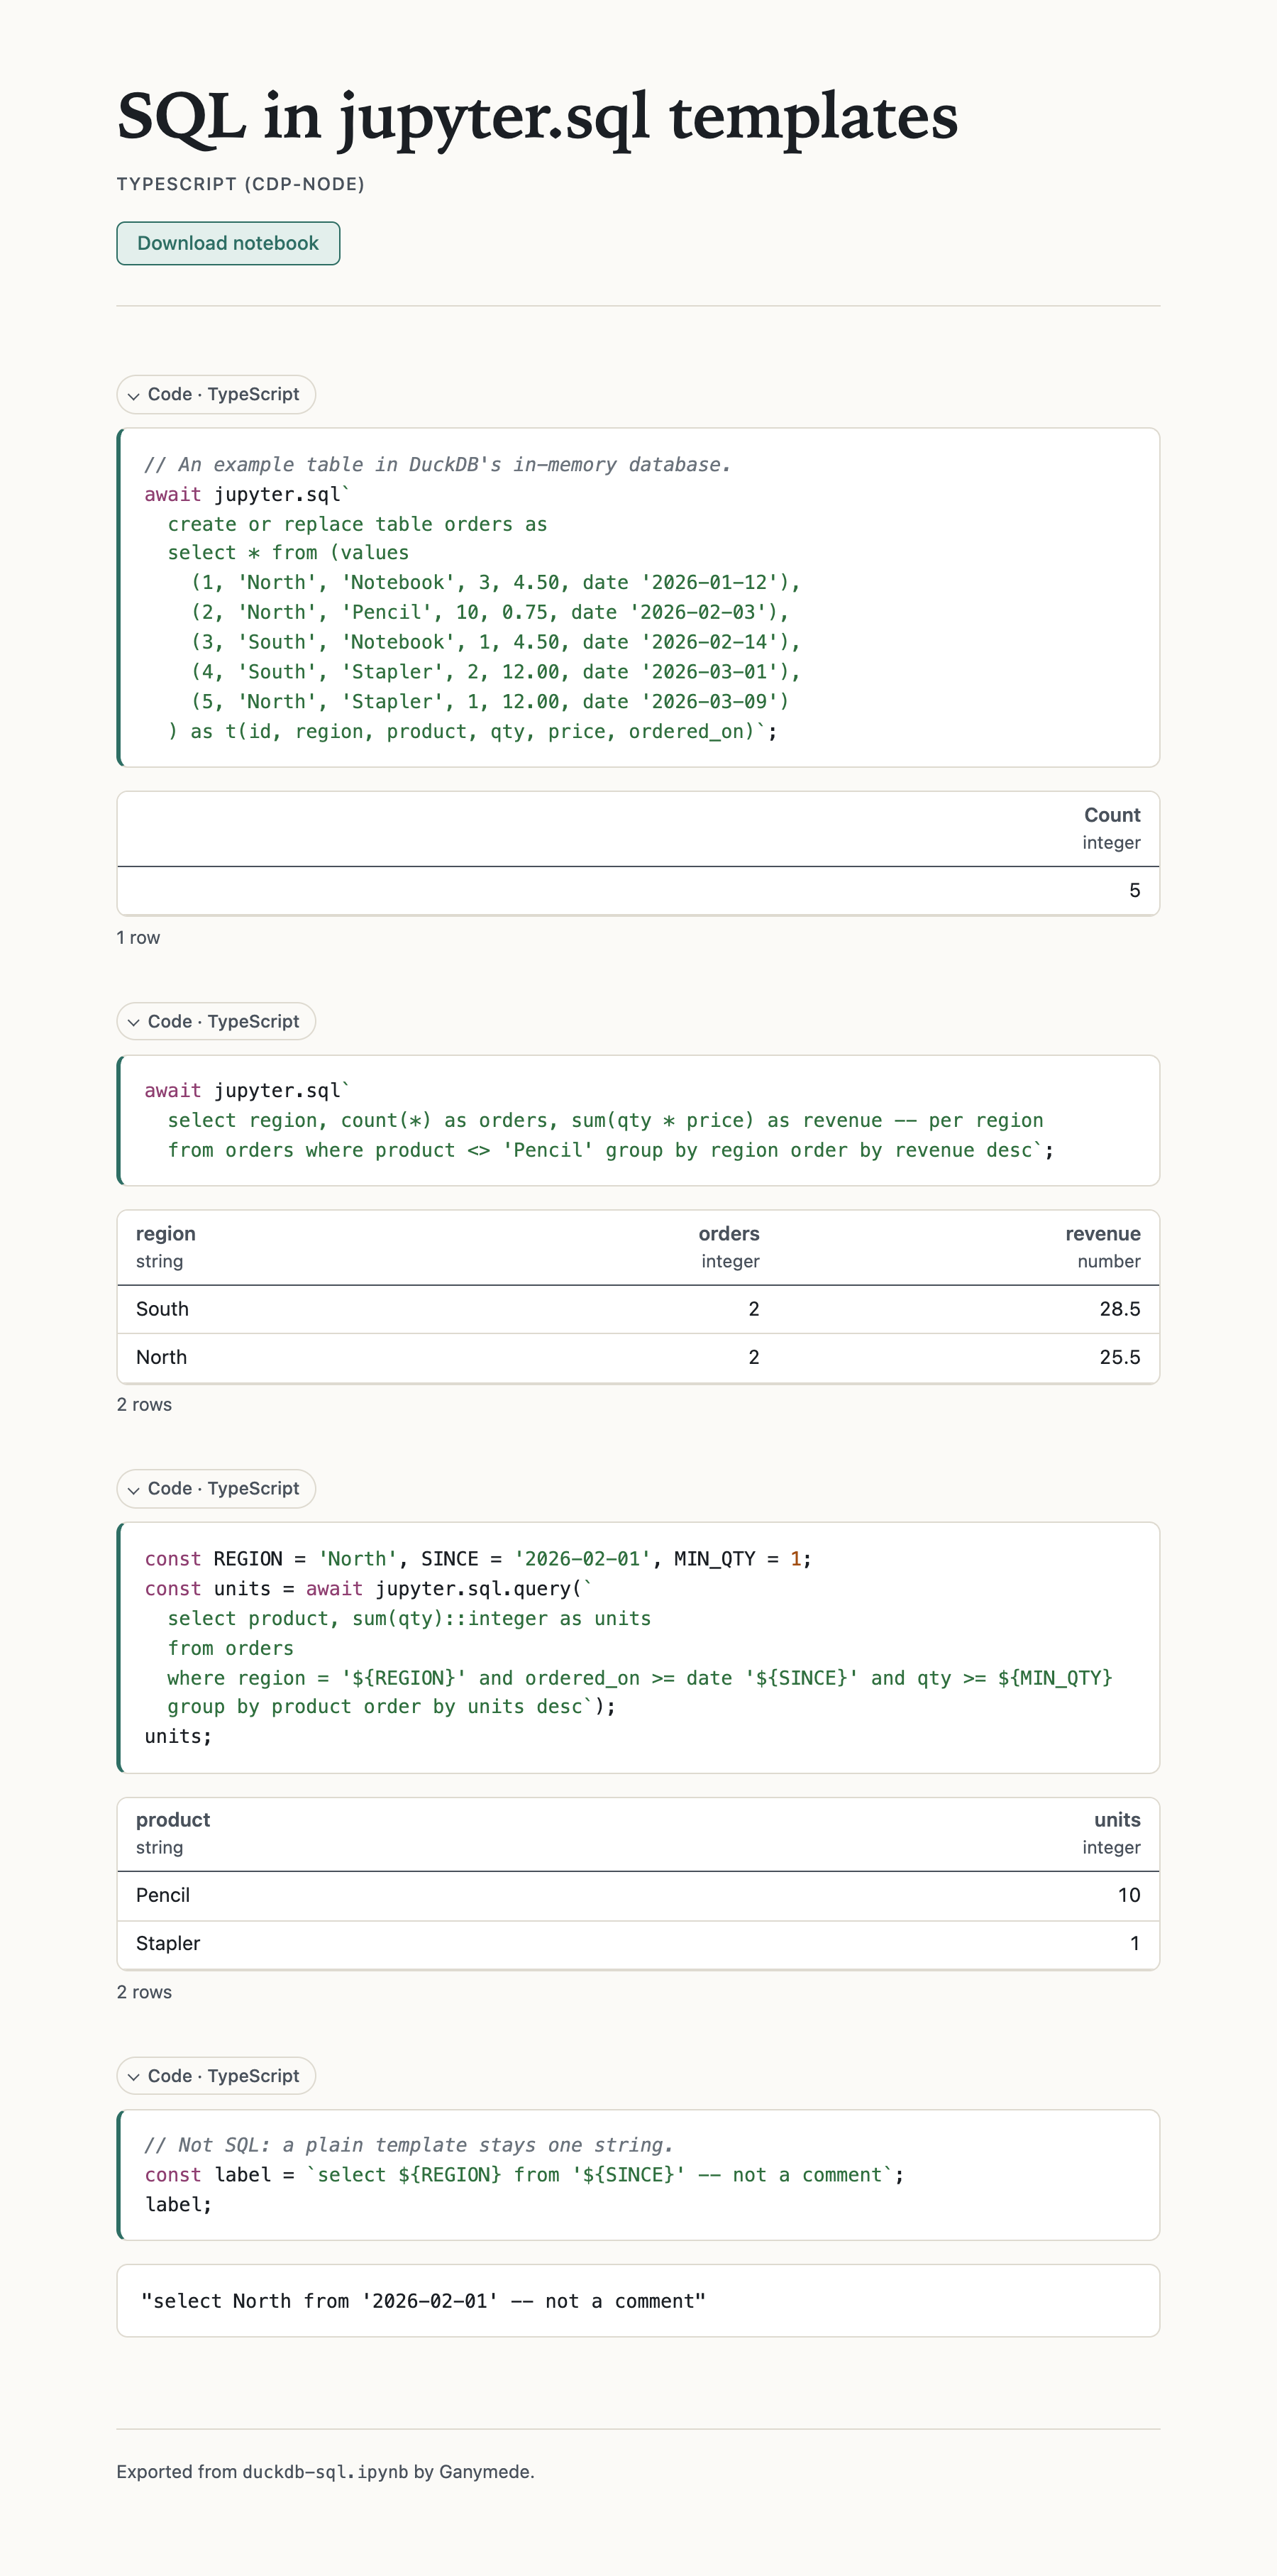 SQL in jupyter.sql templates
TYPESCRIPT (CDP-NODE)
Download notebook
Code · TypeScript
// An example table in DuckDB's in-memory database.
await jupyter.sql`
  create or replace table orders as
  select * from (values
    (1, 'North', 'Notebook', 3, 4.50, date '2026-01-12'),
    (2, 'North', 'Pencil', 10, 0.75, date '2026-02-03'),
    (3, 'South', 'Notebook', 1, 4.50, date '2026-02-14'),
    (4, 'South', 'Stapler', 2, 12.00, date '2026-03-01'),
    (5, 'North', 'Stapler', 1, 12.00, date '2026-03-09')
  ) as t(id, region, product, qty, price, ordered_on)`;
Count
integer
5
1 row
Code · TypeScript
await jupyter.sql`
  select region, count(*) as orders, sum(qty * price) as revenue -- per region
  from orders where product <> 'Pencil' group by region order by revenue desc`;
region orders revenue
string integer number
South 2 28.5
North 2 25.5
2 rows
Code · TypeScript
const REGION = 'North', SINCE = '2026-02-01', MIN_QTY = 1;
const units = await jupyter.sql.query(`
  select product, sum(qty)::integer as units
  from orders
  where region = '${REGION}' and ordered_on >= date '${SINCE}' and qty >= ${MIN_QTY}
  group by product order by units desc`);
units;
product units
string integer
Pencil 10
Stapler 1
2 rows
Code · TypeScript
// Not SQL: a plain template stays one string.
const label = `select ${REGION} from '${SINCE}' -- not a comment`;
label;
"select North from '2026-02-01' -- not a comment"
Exported from duckdb-sql.ipynb by Ganymede.